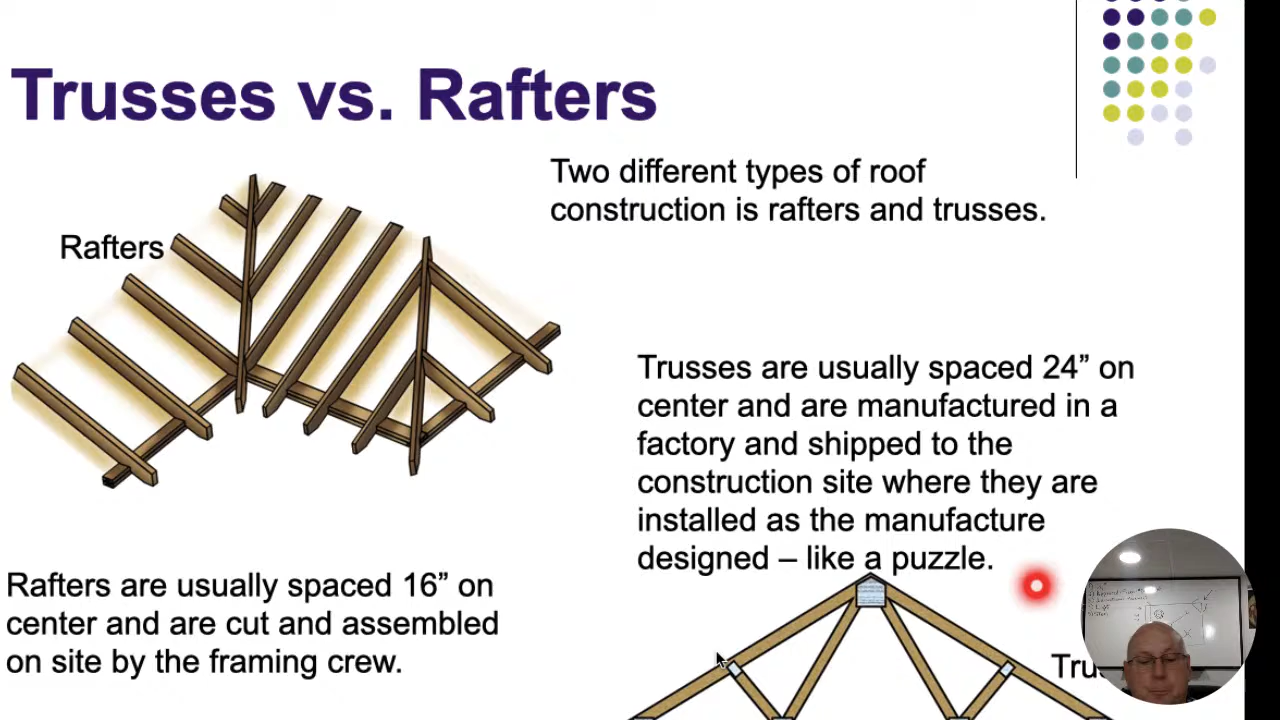 Trusses vs. Rafters
Two different types of roof
construction is rafters and trusses.
Rafters
Trusses are usually spaced 24” on
center and are manufactured in a
factory and shipped to the
construction site where they are
installed as the manufacture
designed – like a puzzle.
Rafters are usually spaced 16” on
center and are cut and assembled
on site by the framing crew.